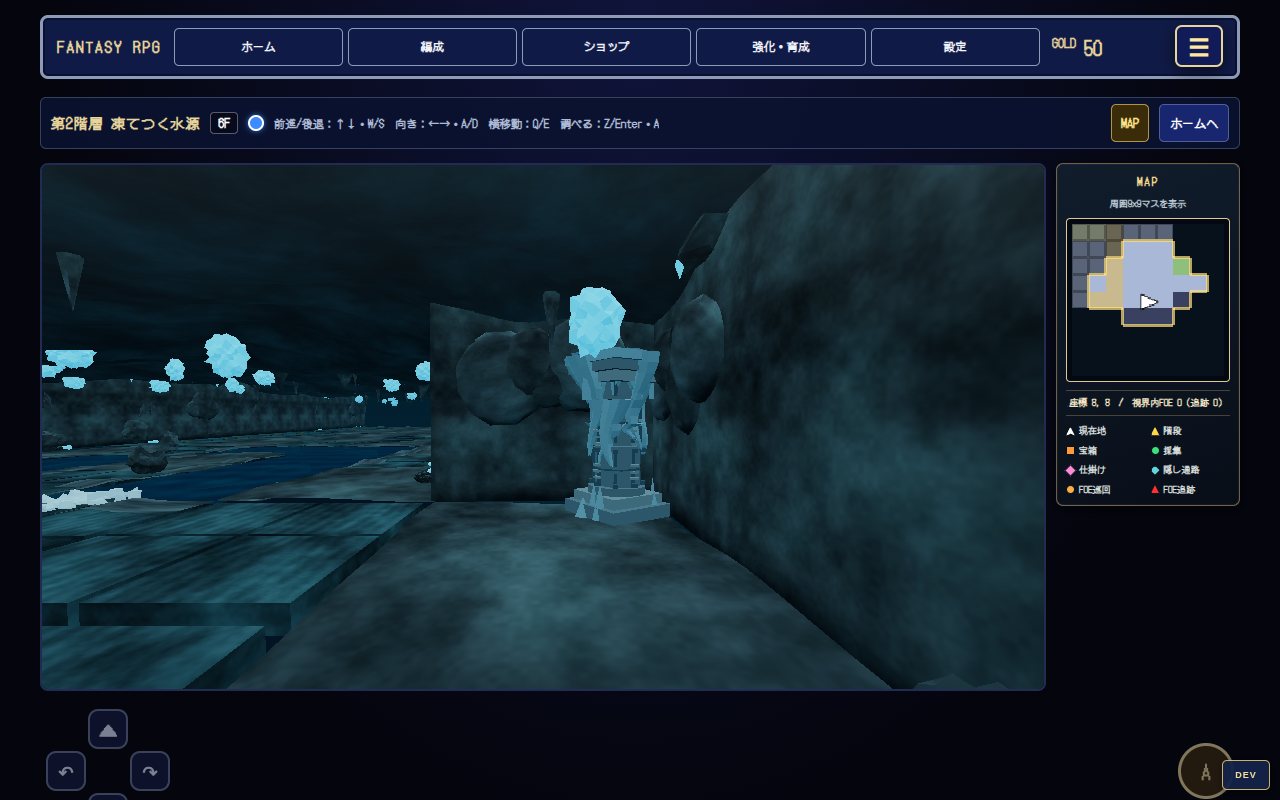 FANTASY RPG
ホーム
編成
ショップ
強化・育成
設定
GOLD 50
第2階層 凍てつく水源
6F
前進/後退：↑↓・W/S 向き：←→・A/D 横移動：Q/E 調べる：Z/Enter・A
MAP
ホームへ
MAP
周囲9x9マスを表示
座標 8, 8 / 視界内FOE 0（追跡 0）
現在地
階段
宝箱
採集
仕掛け
隠し通路
FOE巡回
FOE追跡
A
DEV